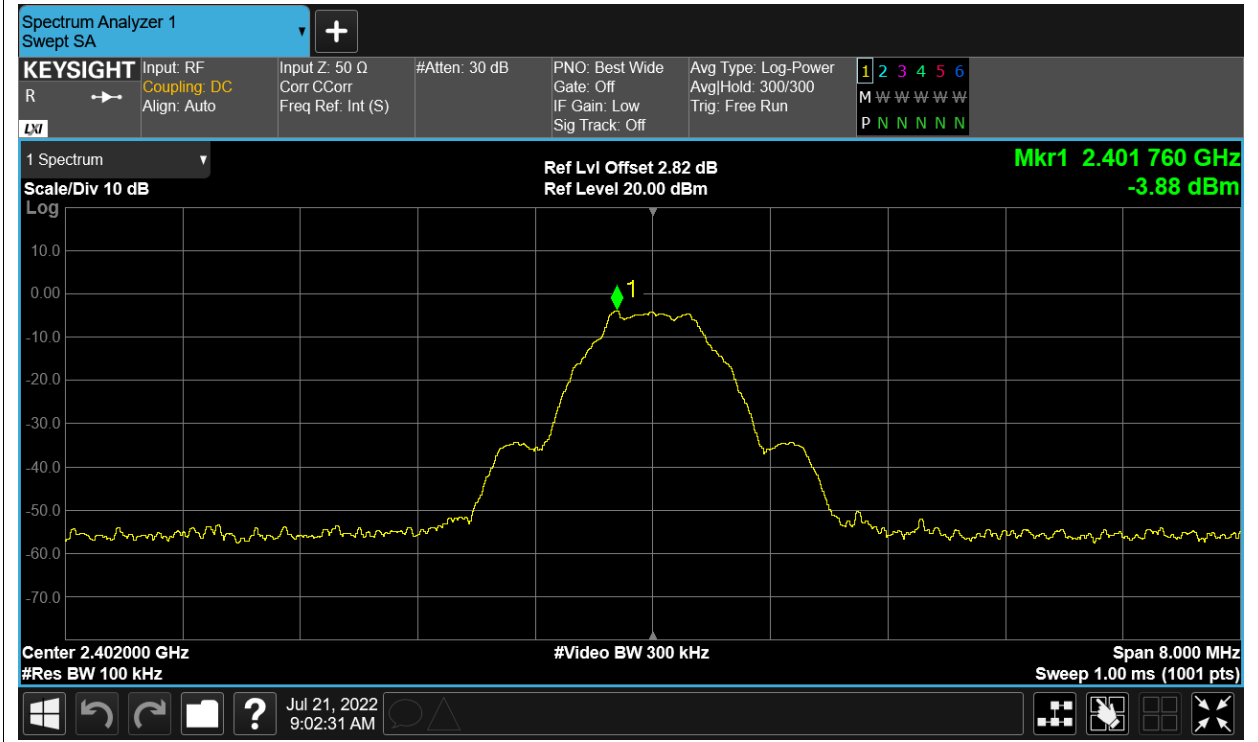 Spectrum Analyzer 1
Swept SA
+
KEYSIGHT
R
LXI
Input: RF
Coupling: DC
Align: Auto
Input Z: 50 Ω
Corr CCorr
Freq Ref: Int (S)
#Atten: 30 dB
PNO: Best Wide
Gate: Off
IF Gain: Low
Sig Track: Off
Avg Type: Log-Power
Avg|Hold: 300/300
Trig: Free Run
1 2 3 4 5 6
M W W W W W W
P N N N N N N
1 Spectrum
Scale/Div 10 dB
Log
Ref Lvl Offset 2.82 dB
Ref Level 20.00 dBm
Mkr1 2.401 760 GHz
-3.88 dBm
10.0
0.00
-10.0
-20.0
-30.0
-40.0
-50.0
-60.0
-70.0
1
Center 2.402000 GHz
#Res BW 100 kHz
#Video BW 300 kHz
Span 8.000 MHz
Sweep 1.00 ms (1001 pts)
?
Jul 21, 2022
9:02:31 AM